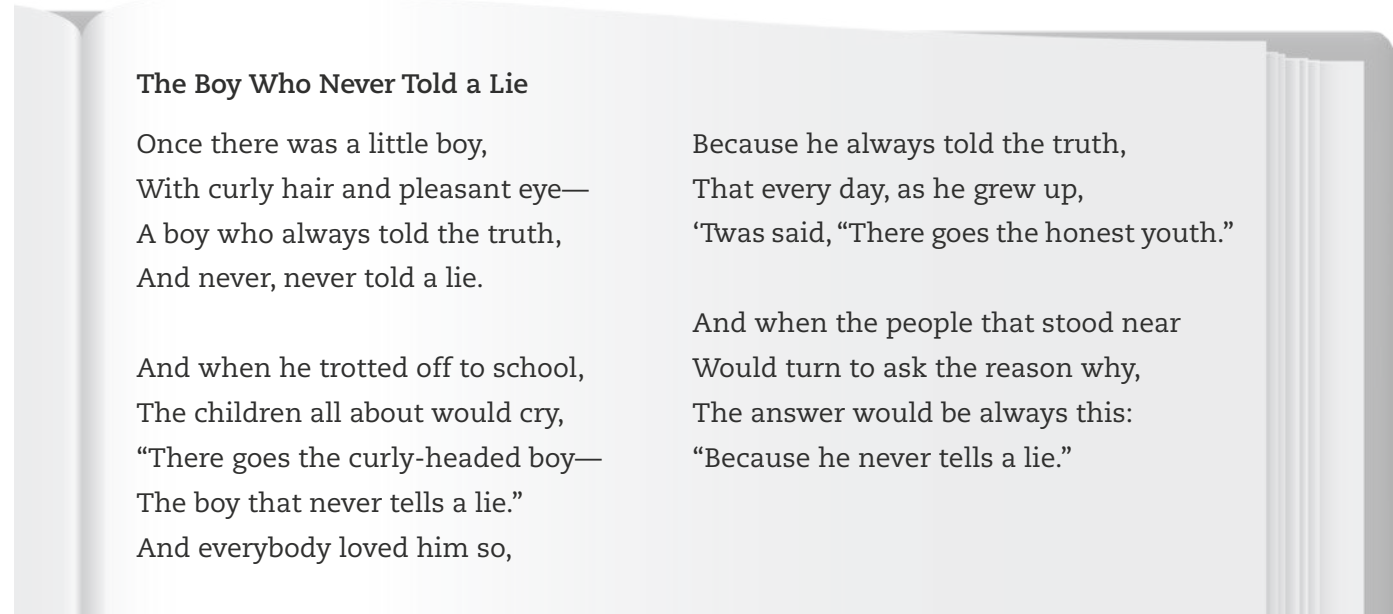 The Boy Who Never Told a Lie
Once there was a little boy,
With curly hair and pleasant eye—
A boy who always told the truth,
And never, never told a lie.
And when he trotted off to school,
The children all about would cry,
“There goes the curly-headed boy—
The boy that never tells a lie.”
And everybody loved him so,
Because he always told the truth,
That every day, as he grew up,
‘Twas said, “There goes the honest youth.”
And when the people that stood near
Would turn to ask the reason why,
The answer would be always this:
“Because he never tells a lie.”